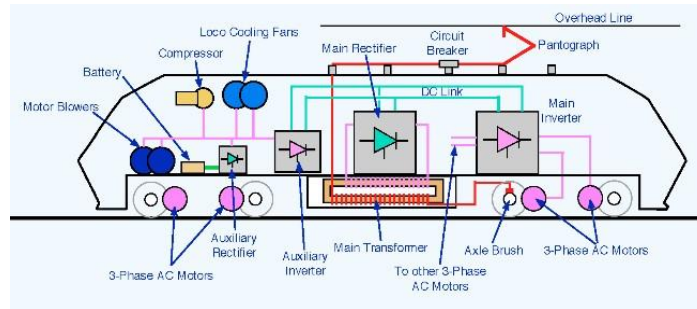 Overhead Line
Loco Cooling Fans
Circuit
Breaker
Main Rectifier
Pantograph
Compressor
Battery
DC Link
Main
Inverter
Motor Blowers
Auxiliary
Rectifier
Main Transformer
Axle Brush
3-Phase AC Motors
Auxiliary
Inverter
To other 3-Phase
AC Motors
3-Phase AC Motors